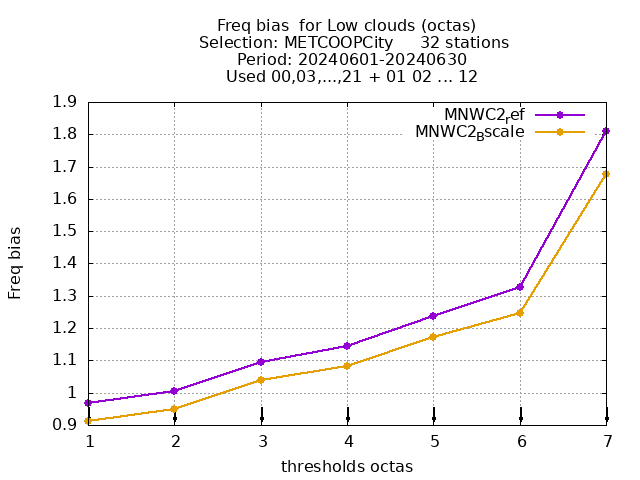 Freq bias  for Low clouds (octas)
Selection: METCOOPCity     32 stations
Period: 20240601-20240630
Used 00,03,...,21 + 01 02 ... 12
MNWC2ref
MNWC2Bscale
Freq bias
1.9
1.8
1.7
1.6
1.5
1.4
1.3
1.2
1.1
1
0.9
1 2 3 4 5 6 7
thresholds octas